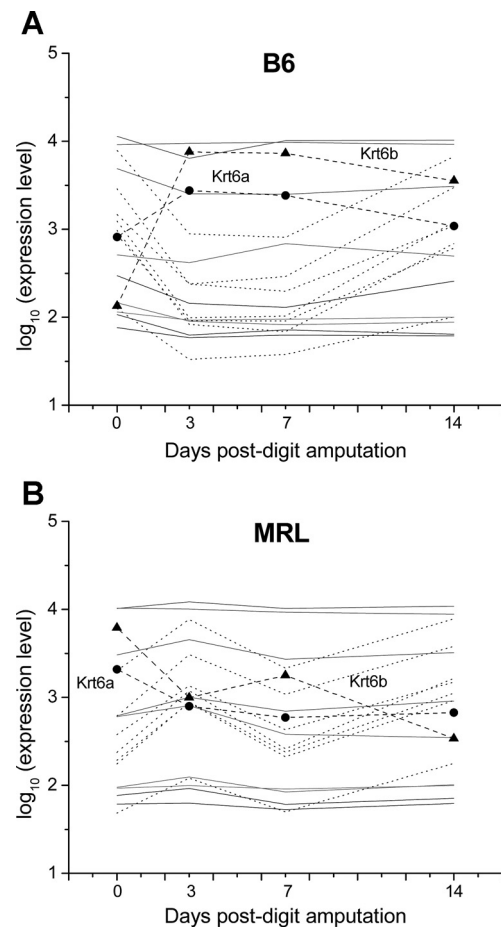 A
B6
5
4
3
2
1
log10 (expression level)
Krt6a
Krt6b
0
3
7
14
Days post-digit amputation
B
MRL
5
4
3
2
1
log10 (expression level)
Krt6a
Krt6b
0
3
7
14
Days post-digit amputation